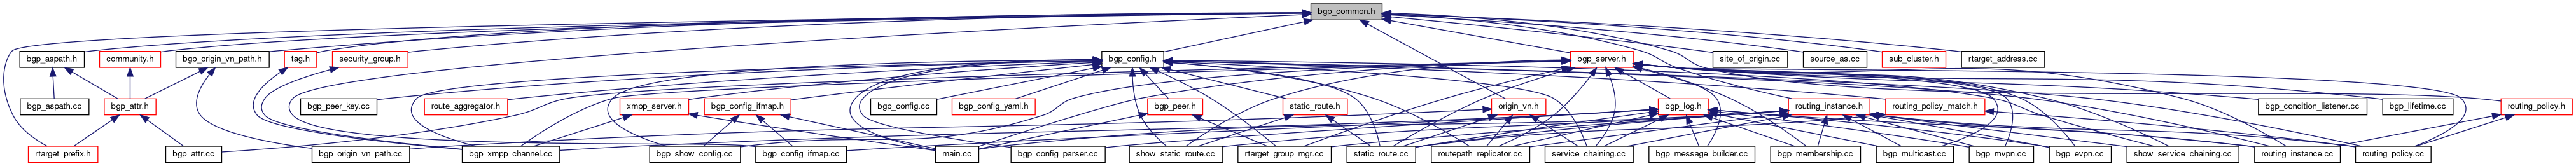 bgp_common.h
bgp_aspath.h
community.h
bgp_origin_vn_path.h
tag.h
security_group.h
bgp_config.h
bgp_server.h
site_of_origin.cc
source_as.cc
sub_cluster.h
rtarget_address.cc
bgp_aspath.cc
bgp_attr.h
bgp_peer_key.cc
route_aggregator.h
xmpp_server.h
bgp_config_ifmap.h
bgp_config.cc
bgp_config_yaml.h
bgp_peer.h
static_route.h
origin_vn.h
bgp_log.h
routing_instance.h
routing_policy_match.h
bgp_condition_listener.cc
bgp_lifetime.cc
routing_policy.h
rtarget_prefix.h
bgp_attr.cc
bgp_origin_vn_path.cc
bgp_xmpp_channel.cc
bgp_show_config.cc
bgp_config_ifmap.cc
main.cc
bgp_config_parser.cc
show_static_route.cc
rtarget_group_mgr.cc
static_route.cc
routepath_replicator.cc
service_chaining.cc
bgp_message_builder.cc
bgp_membership.cc
bgp_multicast.cc
bgp_mvpn.cc
bgp_evpn.cc
show_service_chaining.cc
routing_instance.cc
routing_policy.cc